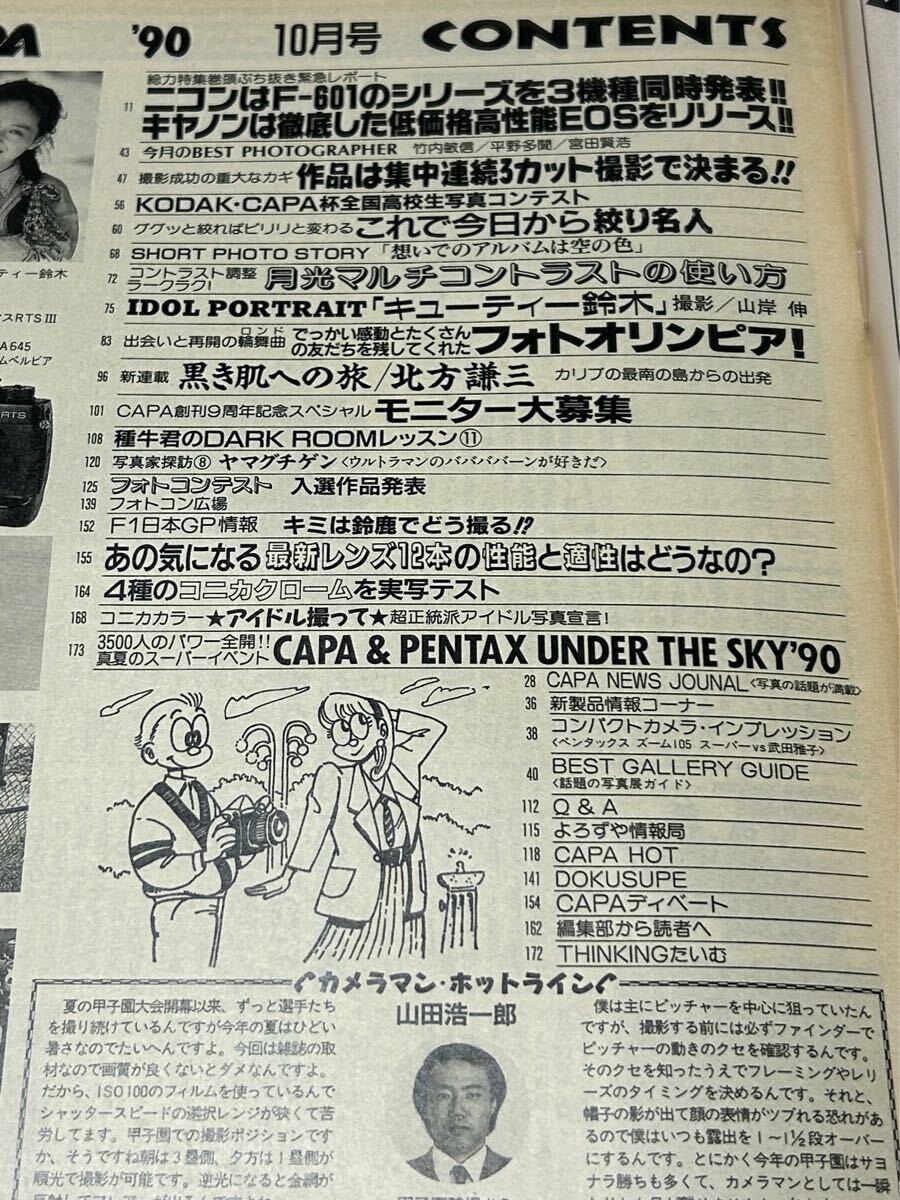 PA
'90 10月号 CONTENTS
総力特集巻頭ぶち抜き緊急レポート
11 ニコンはF-601のシリーズを3機種同時発表!!
キヤノンは徹底した低価格高性能EOSをリリース!!
43 今月のBEST PHOTOGRAPHER 竹内敏信/平野多聞/宮田賢浩
47 撮影成功の重大なカギ 作品は集中連続3カット撮影で決まる!!
56 KODAK・CAPA杯全国高校生写真コンテスト
60 ググッと絞ればピリリと変わる これで今日から絞り名人
68 SHORT PHOTO STORY「想いでのアルバムは空の色」
72 コントラスト調整
ラークラク! 月光マルチコントラストの使い方
75 IDOL PORTRAIT「キューティー鈴木」撮影/山岸 伸
83 出会いと再開の輪舞曲 ロンド でっかい感動とたくさん
の友だちを残してくれた フォトオリンピア!
96 新連載 黒き肌への旅/北方謙三 カリブの最南の島からの出発
101 CAPA創刊9周年記念スペシャル モニター大募集
108 種牛君のDARK ROOMレッスン⑪
120 写真家探訪⑧ ヤマグチゲン〈ウルトラマンのババババーンが好きだ〉
125 フォトコンテスト 入選作品発表
139 フォトコン広場
152 F1日本GP情報 キミは鈴鹿でどう撮る!?
155 あの気になる最新レンズ12本の性能と適性はどうなの?
164 4種のコニカクロームを実写テスト
168 コニカカラー★アイドル撮って★超正統派アイドル写真宣言!
173 3500人のパワー全開!!
真夏のスーパーイベント CAPA & PENTAX UNDER THE SKY'90
28 CAPA NEWS JOUNAL〈写真の話題が満載〉
36 新製品情報コーナー
38 コンパクトカメラ・インプレッション
〈ペンタックス ズーム105 スーパーvs武田雅子〉
40 BEST GALLERY GUIDE
〈話題の写真展ガイド〉
112 Q & A
115 よろずや情報局
118 CAPA HOT
141 DOKUSUPE
154 CAPAディベート
162 編集部から読者へ
172 THINKINGたいむ
ティー鈴木
スRTS III
A645
ムベルビア
RTS
カメラマン・ホットライン
山田浩一郎
夏の甲子園大会開幕以来、ずっと選手たち
を撮り続けているんですが今年の夏はひどい
暑さなのでたいへんですよ。今回は雑誌の取
材なので画質が良くないとダメなんですよ。
だから、ISO100のフィルムを使っているんで
シャッタースピードの選択レンジが狭くて苦
労してます。甲子園での撮影ポジションです
か、そうですね朝は3塁側、夕方は1塁側が
順光で撮影が可能です。逆光になると金網が
僕は主にピッチャーを中心に狙っていたん
ですが、撮影する前には必ずファインダーで
ピッチャーの動きのクセを確認するんです。
そのクセを知ったうえでフレーミングやレリ
ーズのタイミングを決めるんです。それと、
帽子の影が出て顔の表情がツブれる恐れがあ
るので僕はいつも露出を1〜1½段オーバー
にするんです。とにかく今年の甲子園はサヨ
ナラ勝ちも多くて、カメラマンとしては一瞬